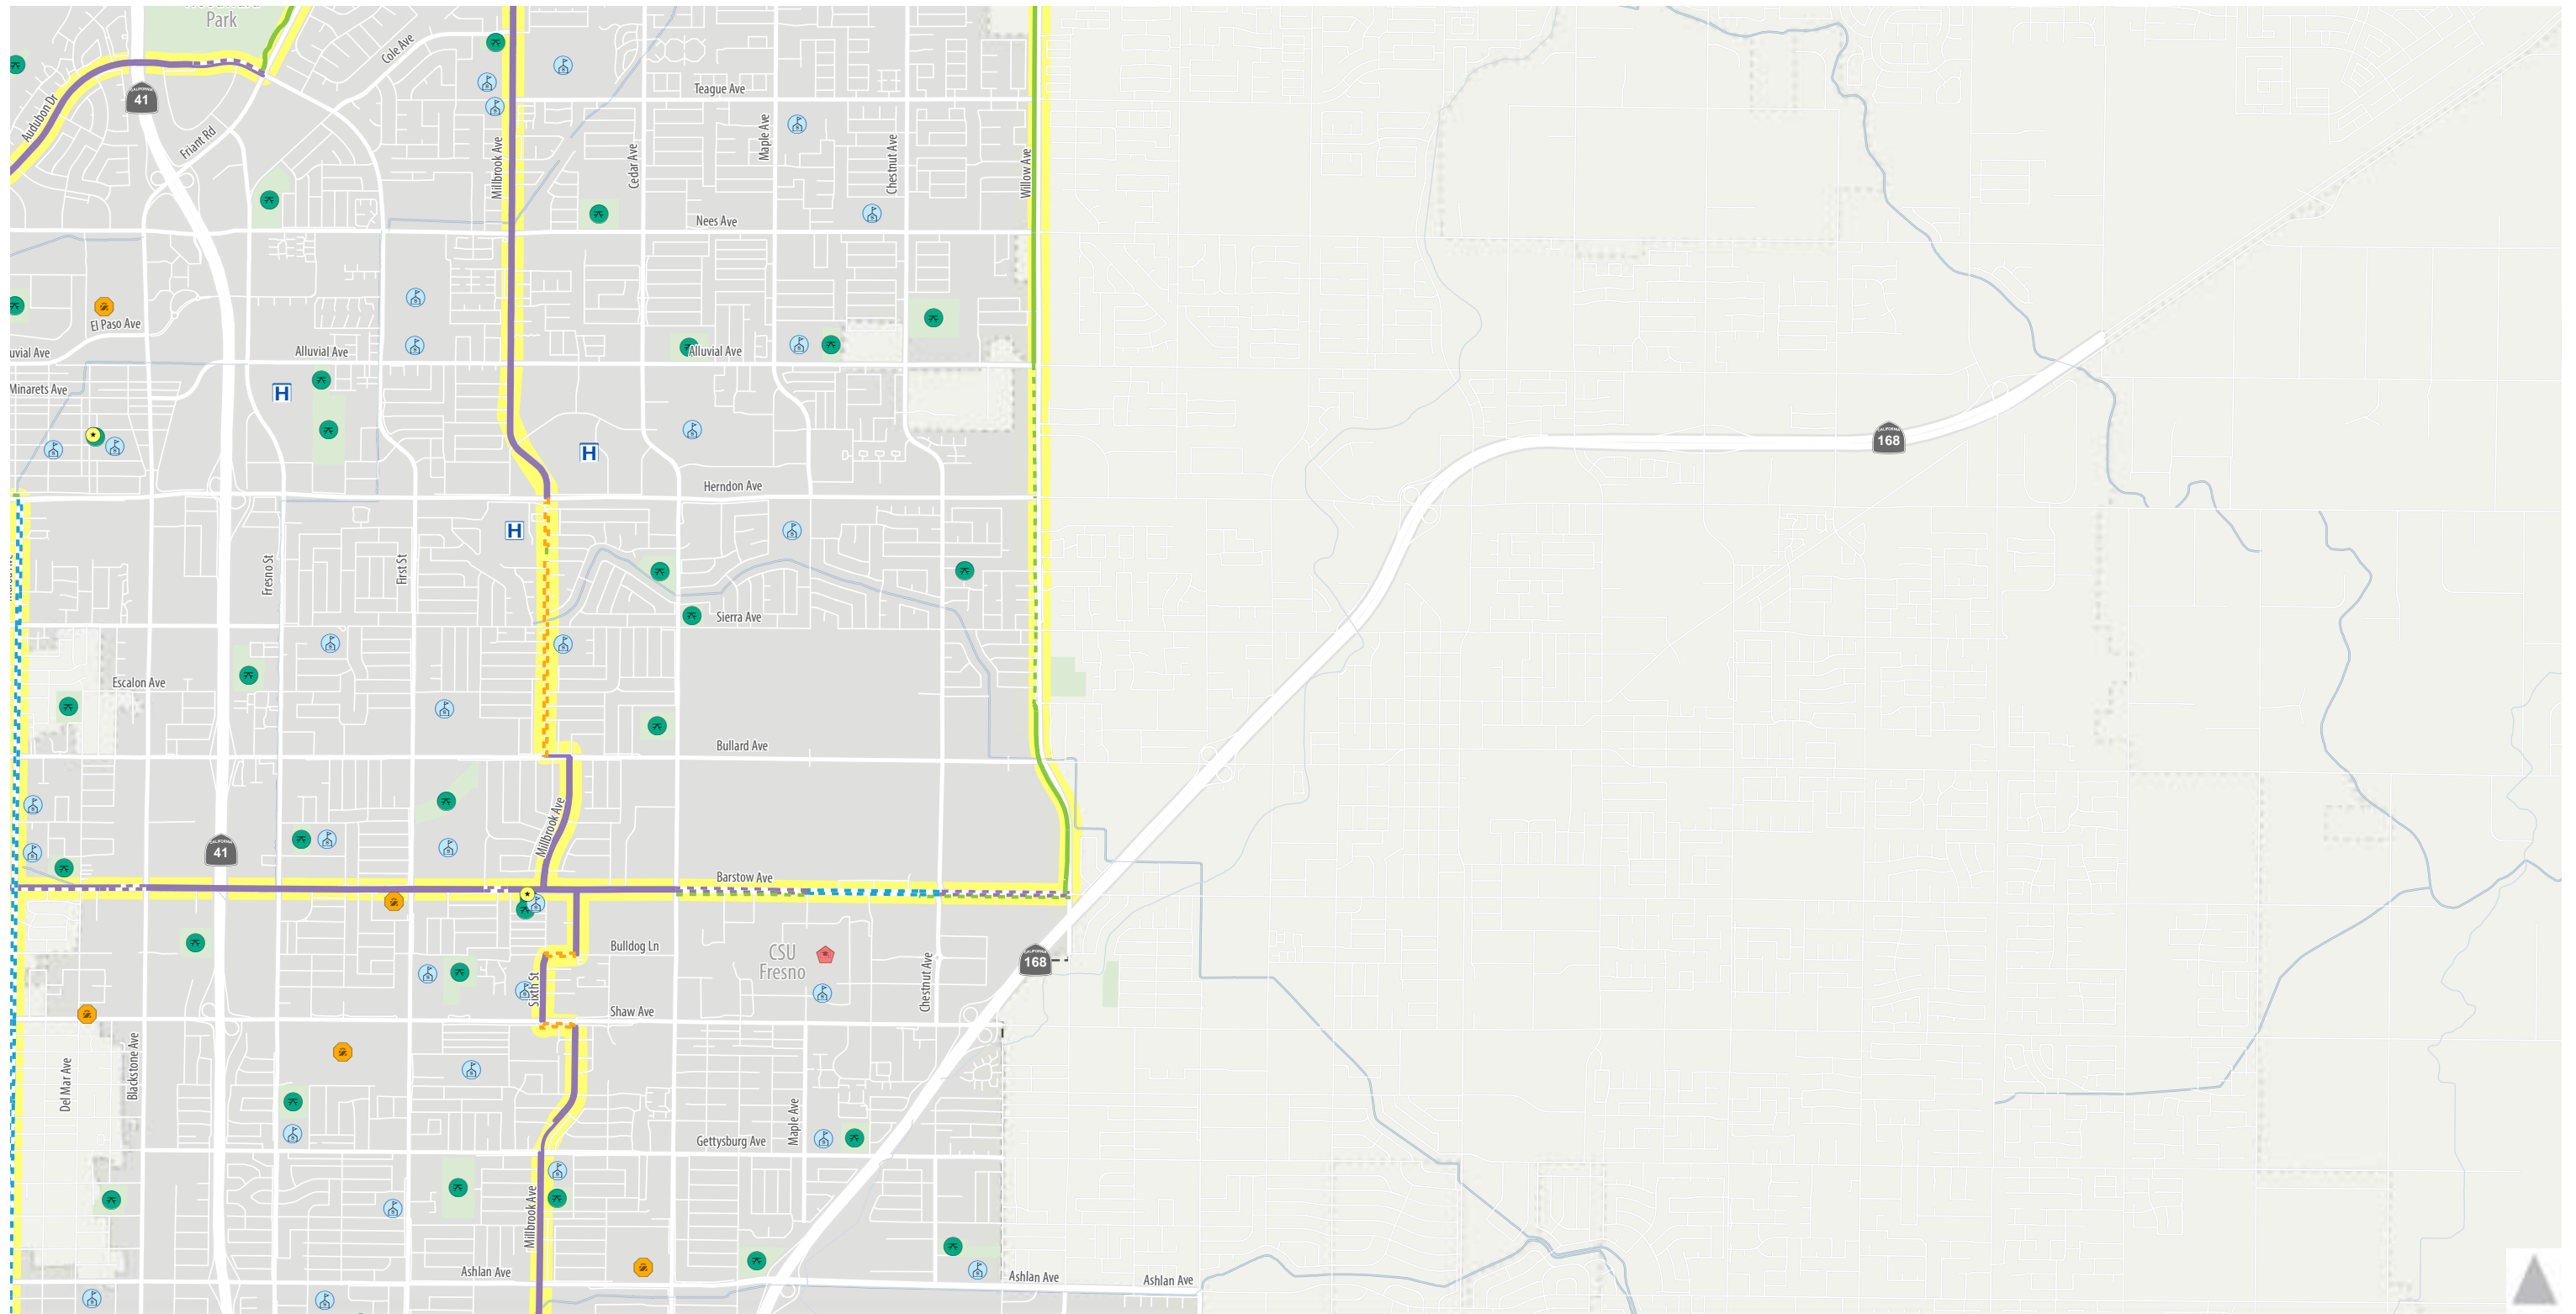 Park
Cole Ave
CALIFORNIA
41
Audubon Dr
Friant Rd
Teague Ave
Millbrook Ave
Cedar Ave
Maple Ave
Chestnut Ave
Willow Ave
Nees Ave
El Paso Ave
uvial Ave
Alluvial Ave
Alluvial Ave
Minarets Ave
H
H
CALIFORNIA
168
Herndon Ave
H
Fresno St
First St
Sierra Ave
Escalon Ave
Bullard Ave
Millbrook Ave
CALIFORNIA
41
Barstow Ave
Bulldog Ln
CSU
Fresno
Chestnut Ave
CALIFORNIA
168
Sixth St
Shaw Ave
Del Mar Ave
Blackstone Ave
Maple Ave
Gettysburg Ave
Millbrook Ave
Ashlan Ave
Ashlan Ave
Ashlan Ave